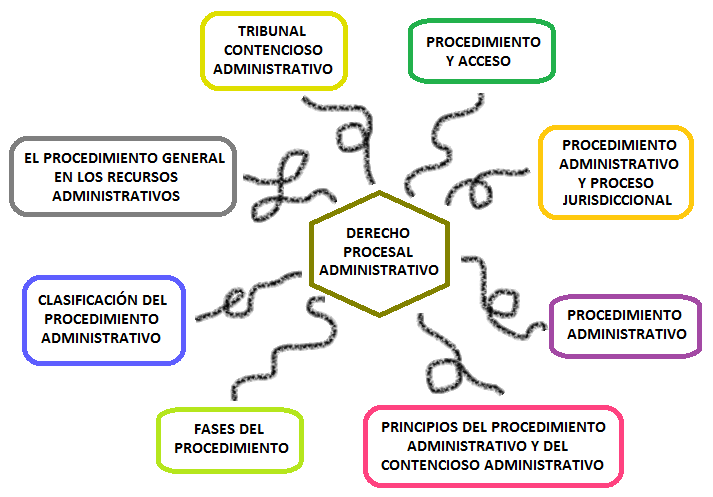 TRIBUNAL
CONTENCIOSO
ADMINISTRATIVO
PROCEDIMIENTO
Y ACCESO
EL PROCEDIMIENTO GENERAL
EN LOS RECURSOS
ADMINISTRATIVOS
PROCEDIMIENTO
ADMINISTRATIVO
Y PROCESO
JURISDICCIONAL
DERECHO
PROCESAL
ADMINISTRATIVO
CLASIFICACIÓN DEL
PROCEDIMIENTO
ADMINISTRATIVO
PROCEDIMIENTO
ADMINISTRATIVO
FASES DEL
PROCEDIMIENTO
PRINCIPIOS DEL PROCEDIMIENTO
ADMINISTRATIVO Y DEL
CONTENCIOSO ADMINISTRATIVO